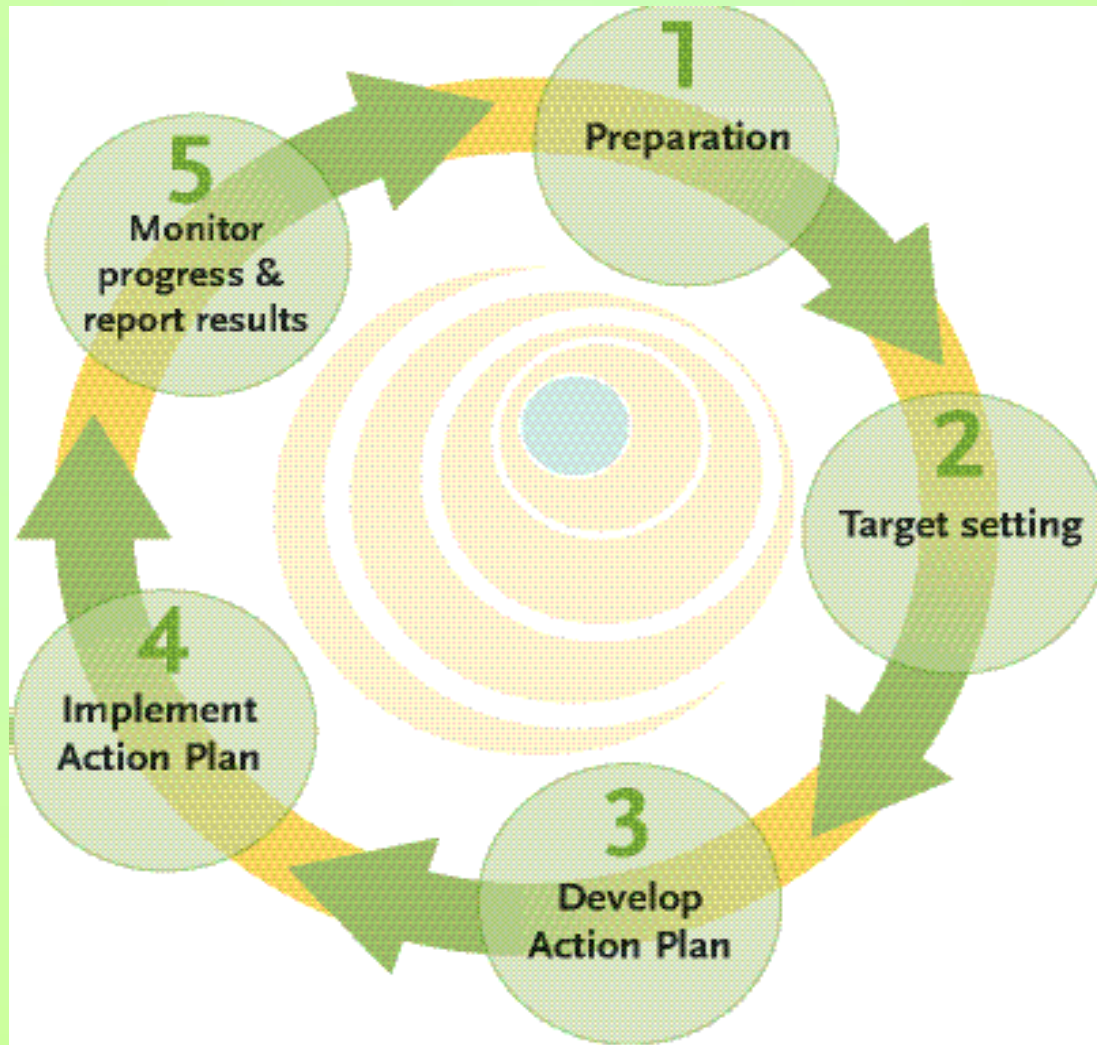 1
Preparation
2
Target setting
3
Develop
Action Plan
4
Implement
Action Plan
5
Monitor
progress &
report results